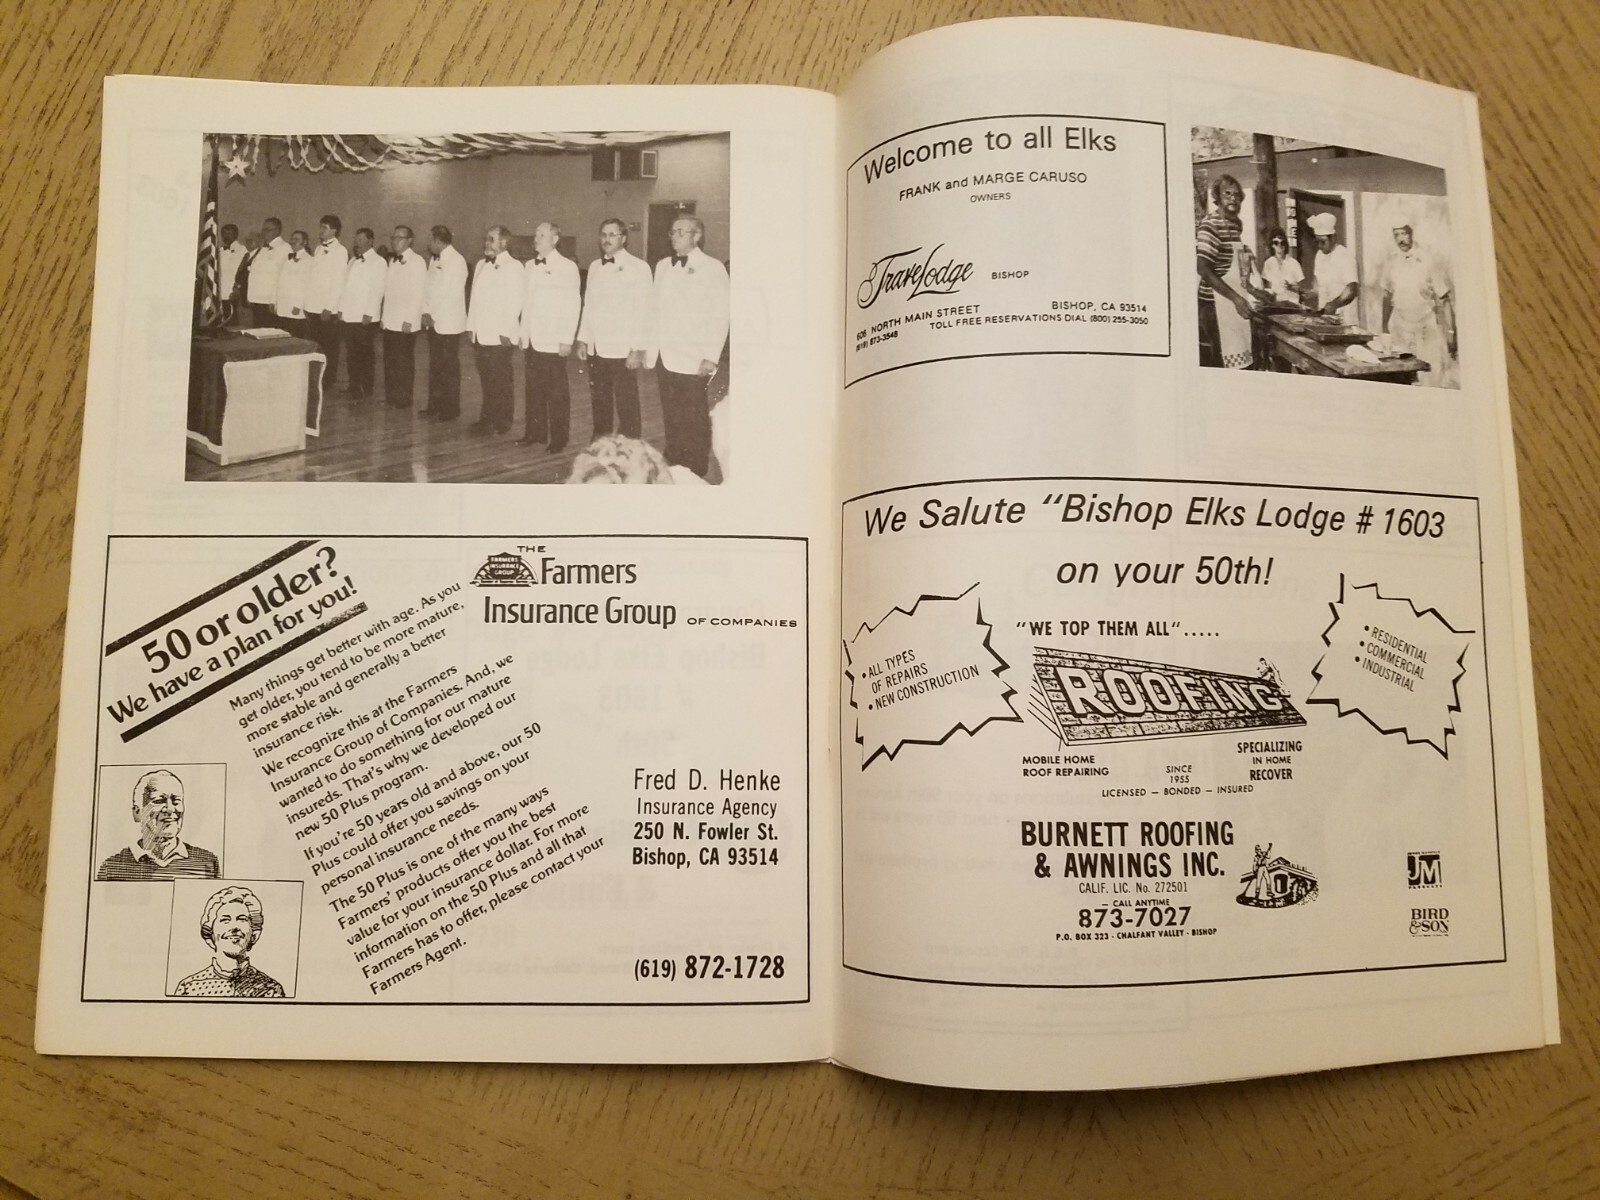 50 or older?
We have a plan for you!
THE
FARMERS
INSURANCE
GROUP
Farmers
Insurance Group OF COMPANIES
Many things get better with age. As you
get older, you tend to be more mature,
more stable and generally a better
insurance risk.
We recognize this at the Farmers
Insurance Group of Companies. And, we
wanted to do something for our mature
insureds. That's why we developed our
new 50 Plus program.
If you're 50 years old and above, our 50
Plus could offer you savings on your
personal insurance needs.
The 50 Plus is one of the many ways
Farmers' products offer you the best
value for your insurance dollar. For more
information on the 50 Plus and all that
Farmers has to offer, please contact your
Farmers Agent.
Fred D. Henke
Insurance Agency
250 N. Fowler St.
Bishop, CA 93514
(619) 872-1728
Welcome to all Elks
FRANK and MARGE CARUSO
OWNERS
TraveLodge BISHOP
606 NORTH MAIN STREET BISHOP, CA 93514
(619) 873-3548 TOLL FREE RESERVATIONS DIAL (800) 255-3050
We Salute "Bishop Elks Lodge # 1603
on your 50th!
"WE TOP THEM ALL".....
• ALL TYPES
OF REPAIRS
• NEW CONSTRUCTION
ROOFING
• RESIDENTIAL
• COMMERCIAL
• INDUSTRIAL
MOBILE HOME
ROOF REPAIRING
SINCE
1955
SPECIALIZING
IN HOME
RECOVER
LICENSED — BONDED — INSURED
BURNETT ROOFING
& AWNINGS INC.
CALIF. LIC. No. 272501
— CALL ANYTIME
873-7027
P.O. BOX 323 - CHALFANT VALLEY - BISHOP
JM
BIRD
& SON